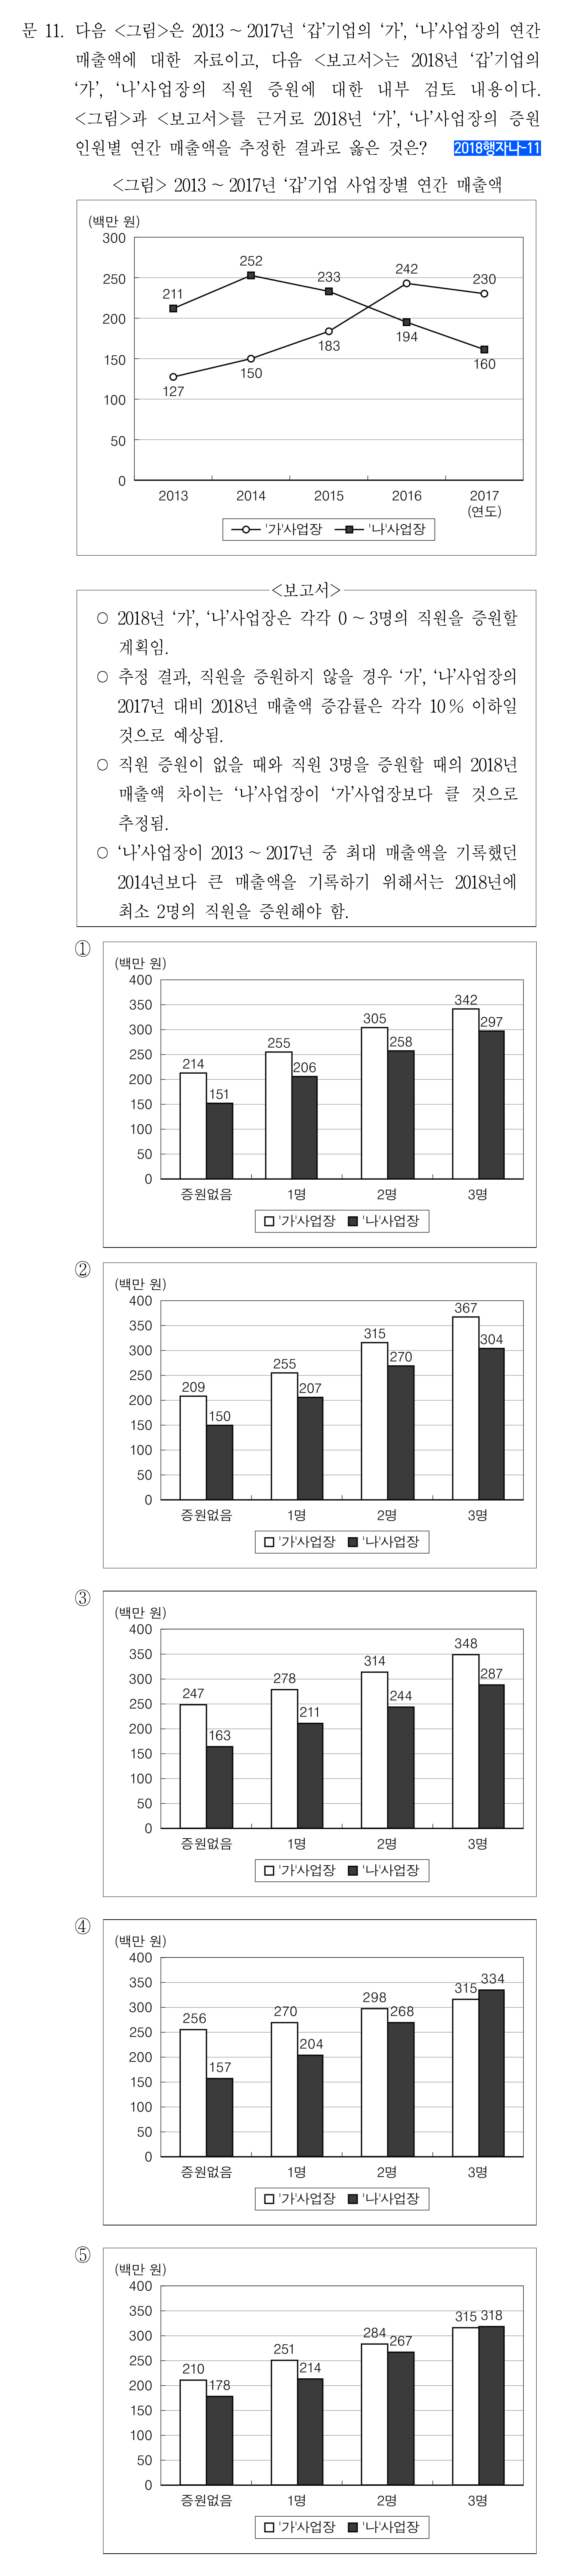 문 11. 다음 <그림>은 2013 ~ 2017년 ‘갑’기업의 ‘가’, ‘나’사업장의 연간
매출액에 대한 자료이고, 다음 <보고서>는 2018년 ‘갑’기업의
‘가’, ‘나’사업장의 직원 증원에 대한 내부 검토 내용이다.
<그림>과 <보고서>를 근거로 2018년 ‘가’, ‘나’사업장의 증원
인원별 연간 매출액을 추정한 결과로 옳은 것은? 2018행자나-11
<그림> 2013 ~ 2017년 ‘갑’기업 사업장별 연간 매출액
(백만 원)
300
252
242
250
211
233
230
200
183
194
150
127
150
160
100
50
0
2013 2014 2015 2016 2017
(연도)
'가'사업장 '나'사업장
<보고서>
○ 2018년 ‘가’, ‘나’사업장은 각각 0 ~ 3명의 직원을 증원할
계획임.
○ 추정 결과, 직원을 증원하지 않을 경우 ‘가’, ‘나’사업장의
2017년 대비 2018년 매출액 증감률은 각각 10 % 이하일
것으로 예상됨.
○ 직원 증원이 없을 때와 직원 3명을 증원할 때의 2018년
매출액 차이는 ‘나’사업장이 ‘가’사업장보다 클 것으로
추정됨.
○ ‘나’사업장이 2013 ~ 2017년 중 최대 매출액을 기록했던
2014년보다 큰 매출액을 기록하기 위해서는 2018년에
최소 2명의 직원을 증원해야 함.
①
(백만 원)
400
350
300
250
200
150
100
50
0
214 151 255 206 305 258 342 297
증원없음 1명 2명 3명
'가'사업장 '나'사업장
②
(백만 원)
400
350
300
250
200
150
100
50
0
209 150 255 207 315 270 367 304
증원없음 1명 2명 3명
'가'사업장 '나'사업장
③
(백만 원)
400
350
300
250
200
150
100
50
0
247 163 278 211 314 244 348 287
증원없음 1명 2명 3명
'가'사업장 '나'사업장
④
(백만 원)
400
350
300
250
200
150
100
50
0
256 157 270 204 298 268 315 334
증원없음 1명 2명 3명
'가'사업장 '나'사업장
⑤
(백만 원)
400
350
300
250
200
150
100
50
0
210 178 251 214 284 267 315 318
증원없음 1명 2명 3명
'가'사업장 '나'사업장